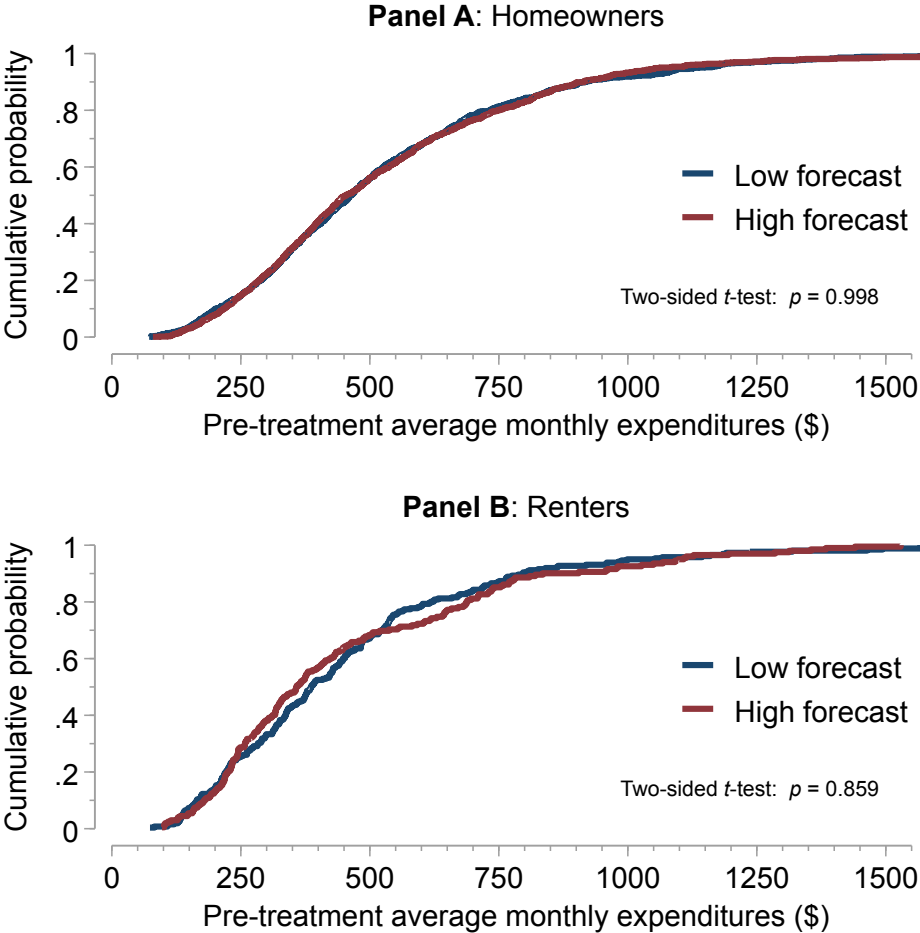 Panel A: Homeowners
Cumulative probability
1
.8
.6
.4
.2
0
Low forecast
High forecast
Two-sided t-test: p = 0.998
0 250 500 750 1000 1250 1500
Pre-treatment average monthly expenditures ($)
Panel B: Renters
Cumulative probability
1
.8
.6
.4
.2
0
Low forecast
High forecast
Two-sided t-test: p = 0.859
0 250 500 750 1000 1250 1500
Pre-treatment average monthly expenditures ($)